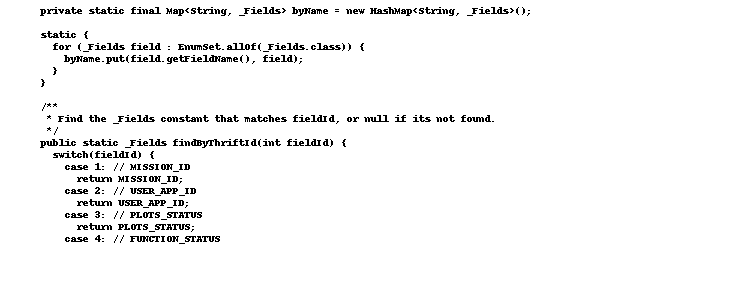 private static final Map<String, _Fields> byName = new HashMap<String, _Fields>();
static {
for (_Fields field : EnumSet.allOf(_Fields.class)) {
byName.put(field.getFieldName(), field);
}
}
/**
* Find the _Fields constant that matches fieldId, or null if its not found.
*/
public static _Fields findByThriftId(int fieldId) {
switch(fieldId) {
case 1: // MISSION_ID
return MISSION_ID;
case 2: // USER_APP_ID
return USER_APP_ID;
case 3: // PLOTS_STATUS
return PLOTS_STATUS;
case 4: // FUNCTION_STATUS